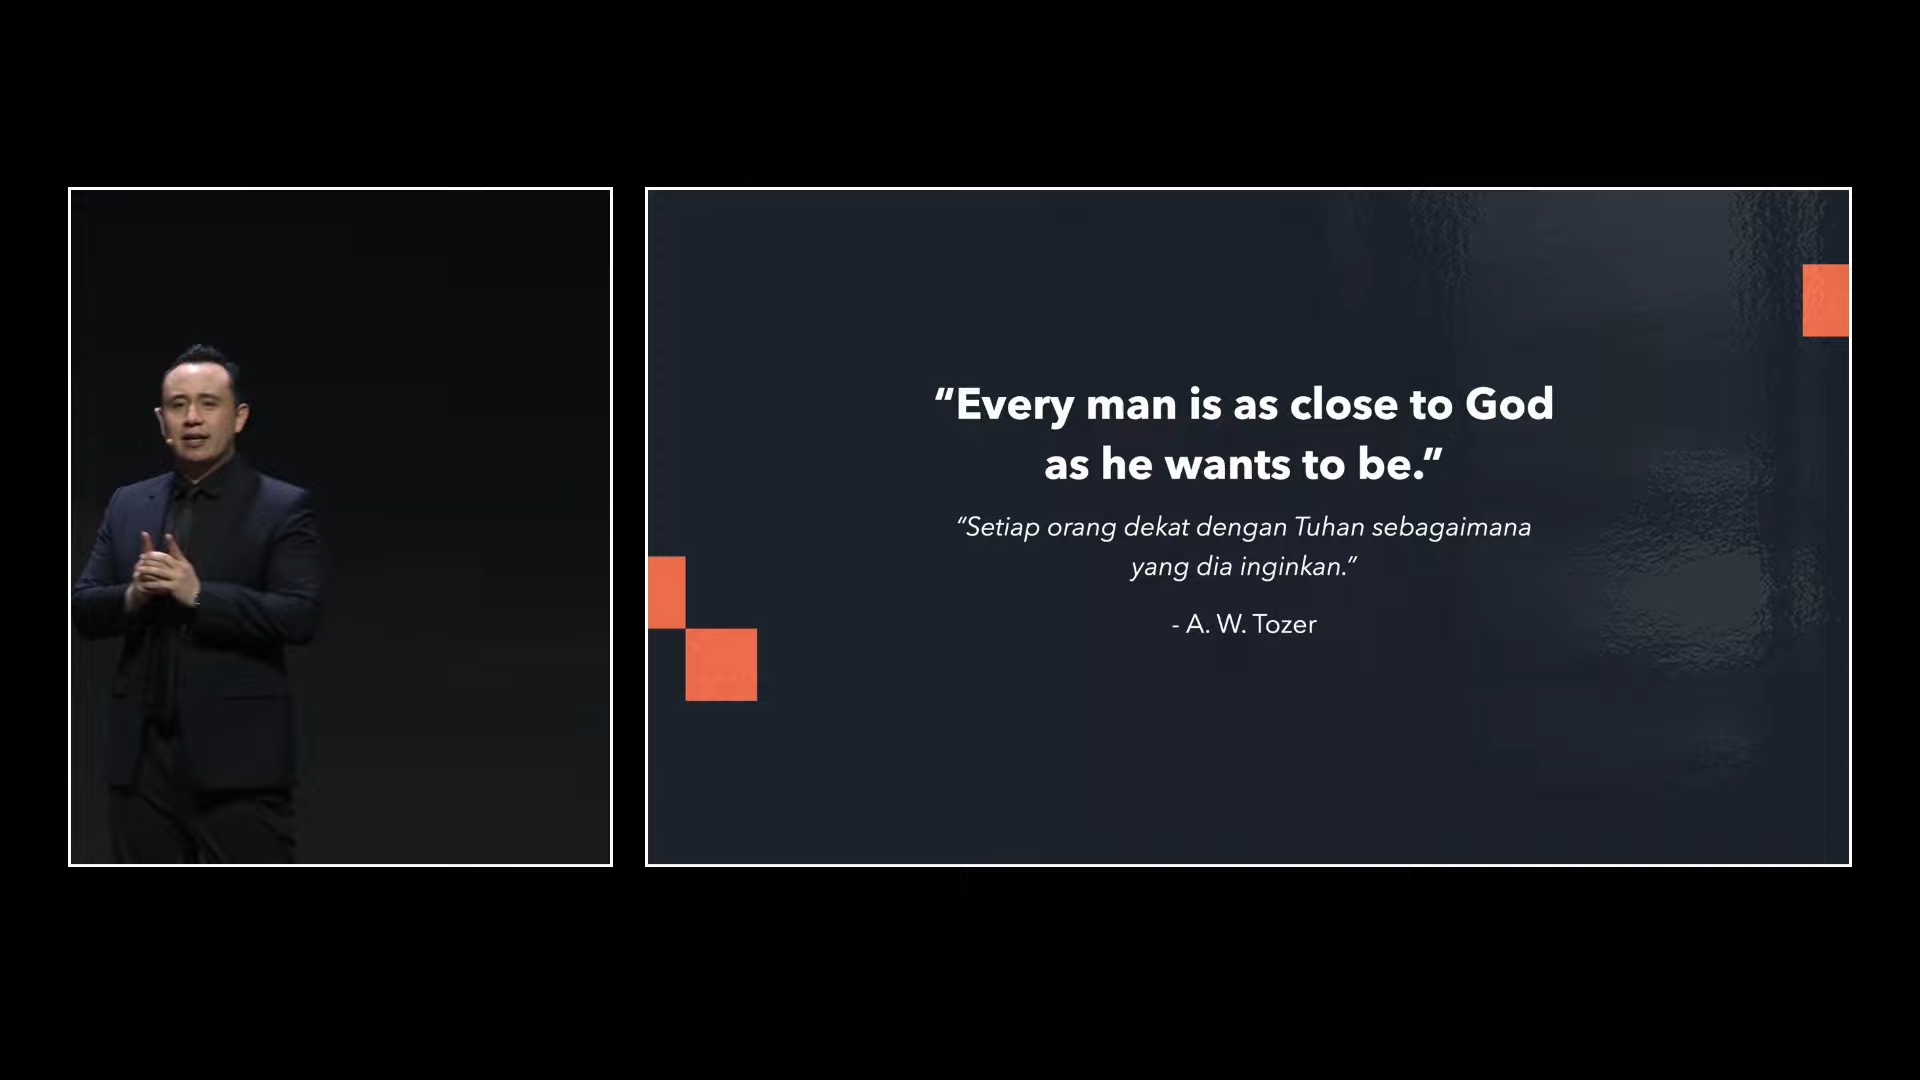 “Every man is as close to God
as he wants to be.”
“Setiap orang dekat dengan Tuhan sebagaimana
yang dia inginkan.”
- A. W. Tozer